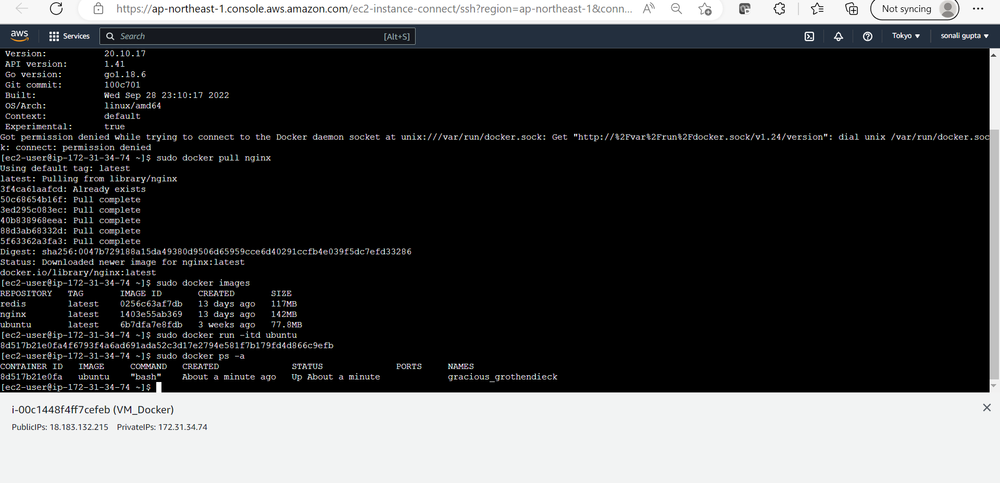 https://ap-northeast-1.console.aws.amazon.com/ec2-instance-connect/ssh?region=ap-northeast-1&conn...
Not syncing
aws
Services
Search
[Alt+S]
Tokyo
sonali gupta
Version: 20.10.17
API version: 1.41
Go version: go1.18.6
Git commit: 100c701
Built: Wed Sep 28 23:10:17 2022
OS/Arch: linux/amd64
Context: default
Experimental: true
Got permission denied while trying to connect to the Docker daemon socket at unix:///var/run/docker.sock: Get "http://%2Fvar%2Frun%2Fdocker.sock/v1.24/version": dial unix /var/run/docker.soc
k: connect: permission denied
[ec2-user@ip-172-31-34-74 ~]$ sudo docker pull nginx
Using default tag: latest
latest: Pulling from library/nginx
3f4ca61aafcd: Already exists
50c68654b16f: Pull complete
3ed295c083ec: Pull complete
40b838968eea: Pull complete
88d3ab68332d: Pull complete
5f63362a3fa3: Pull complete
Digest: sha256:0047b729188a15da49380d9506d65959cce6d40291ccfb4e039f5dc7efd33286
Status: Downloaded newer image for nginx:latest
docker.io/library/nginx:latest
[ec2-user@ip-172-31-34-74 ~]$ sudo docker images
REPOSITORY TAG IMAGE ID CREATED SIZE
redis latest 0256c63af7db 13 days ago 117MB
nginx latest 1403e55ab369 13 days ago 142MB
ubuntu latest 6b7dfa7e8fdb 3 weeks ago 77.8MB
[ec2-user@ip-172-31-34-74 ~]$ sudo docker run -itd ubuntu
8d517b21e0fa4f6793f4a6ad691ada52c3d17e2794e581f7b179fd4d866c9efb
[ec2-user@ip-172-31-34-74 ~]$ sudo docker ps -a
CONTAINER ID IMAGE COMMAND CREATED STATUS PORTS NAMES
8d517b21e0fa ubuntu "bash" About a minute ago Up About a minute gracious_grothendieck
[ec2-user@ip-172-31-34-74 ~]$
i-00c1448f4ff7cefeb (VM_Docker)
PublicIPs: 18.183.132.215 PrivateIPs: 172.31.34.74